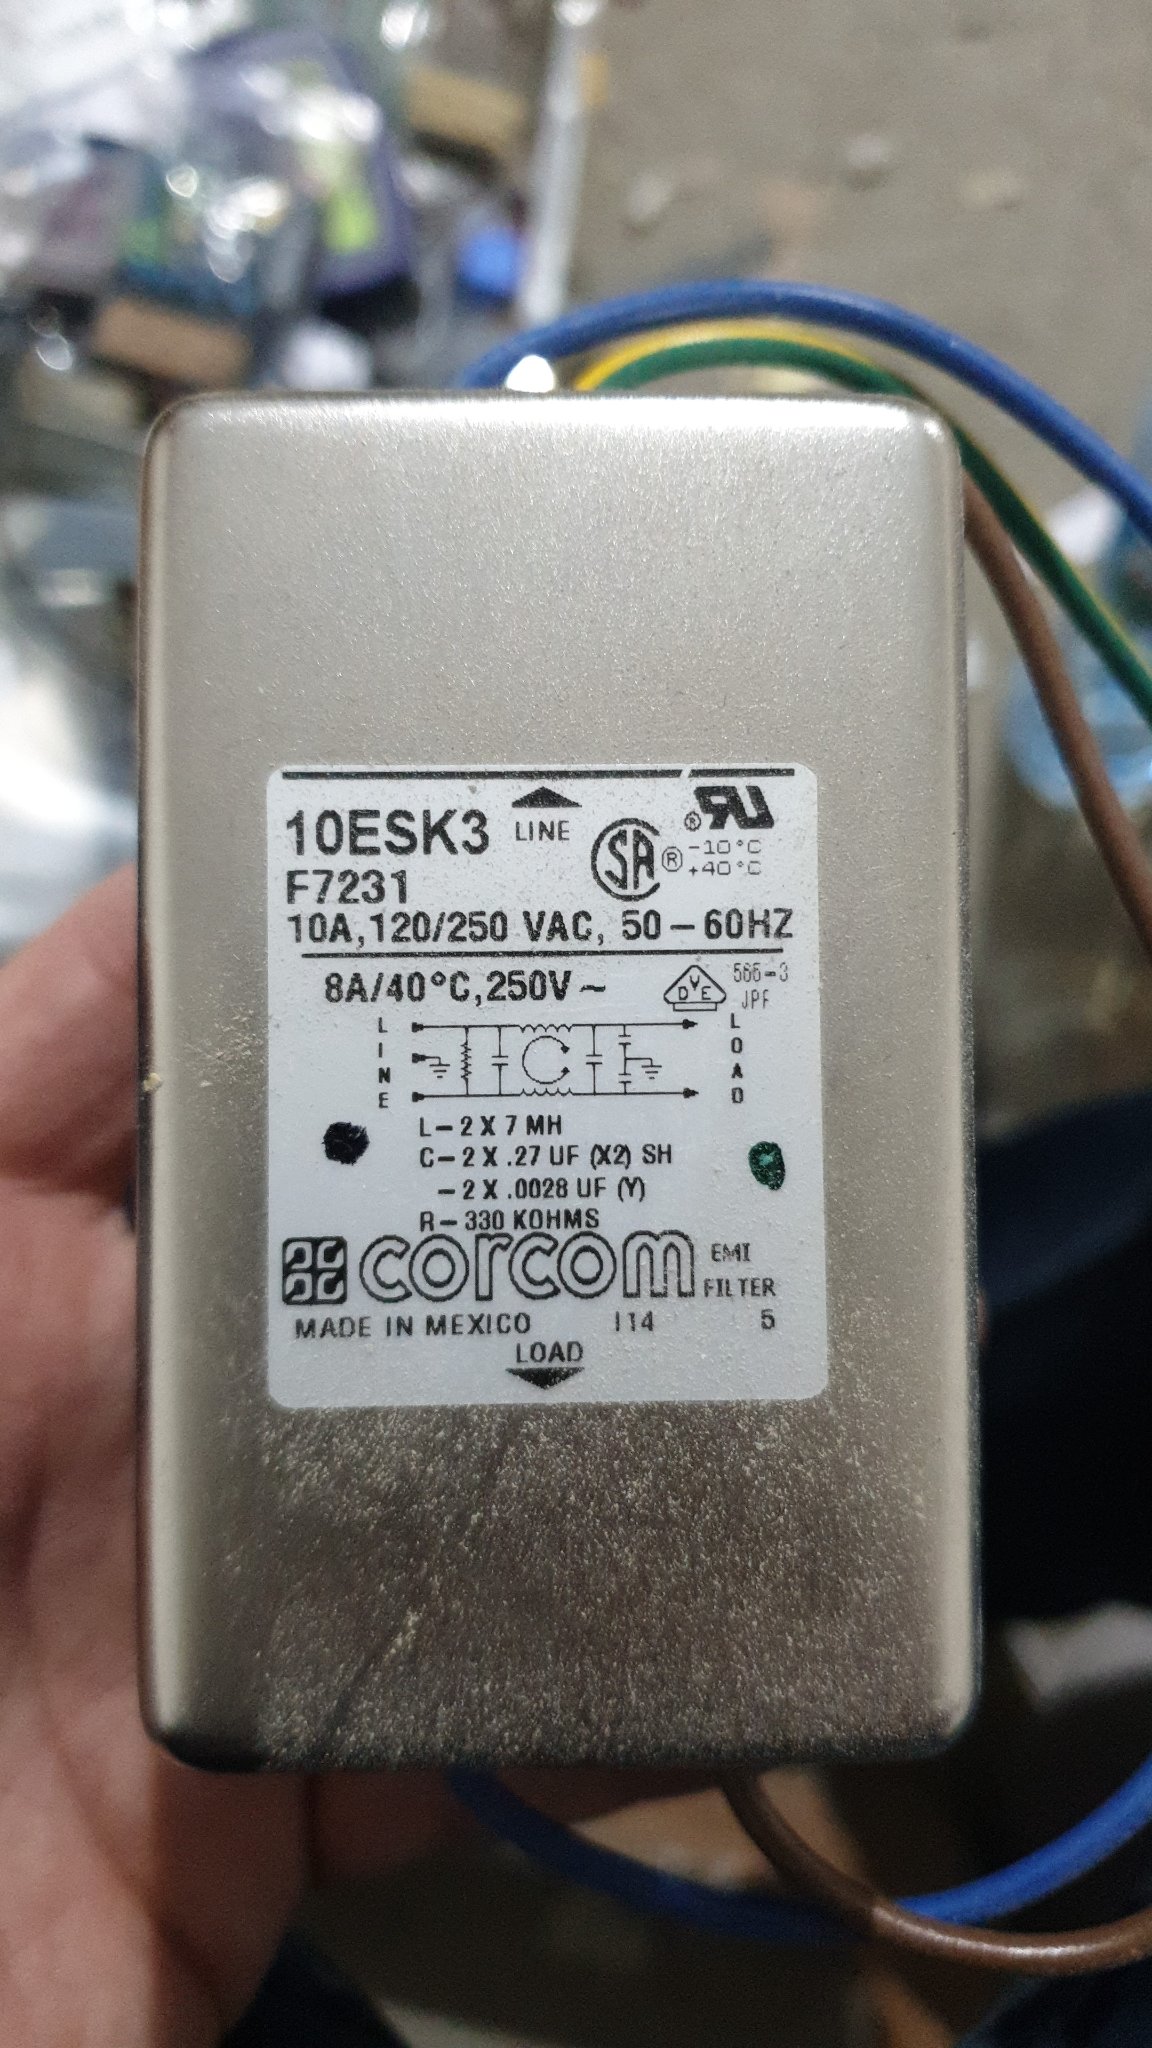 LINE
10ESK3
F7231
-10°C
+40°C
10A, 120/250 VAC, 50-60HZ
8A/40°C, 250V~
VDE
566-3
JPF
LINE
LOAD
L-2 X 7 MH
C-2 X .27 UF (X2) SH
-2 X .0028 UF (Y)
R-330 KOHMS
corcom
EMI
FILTER
MADE IN MEXICO 114 5
LOAD